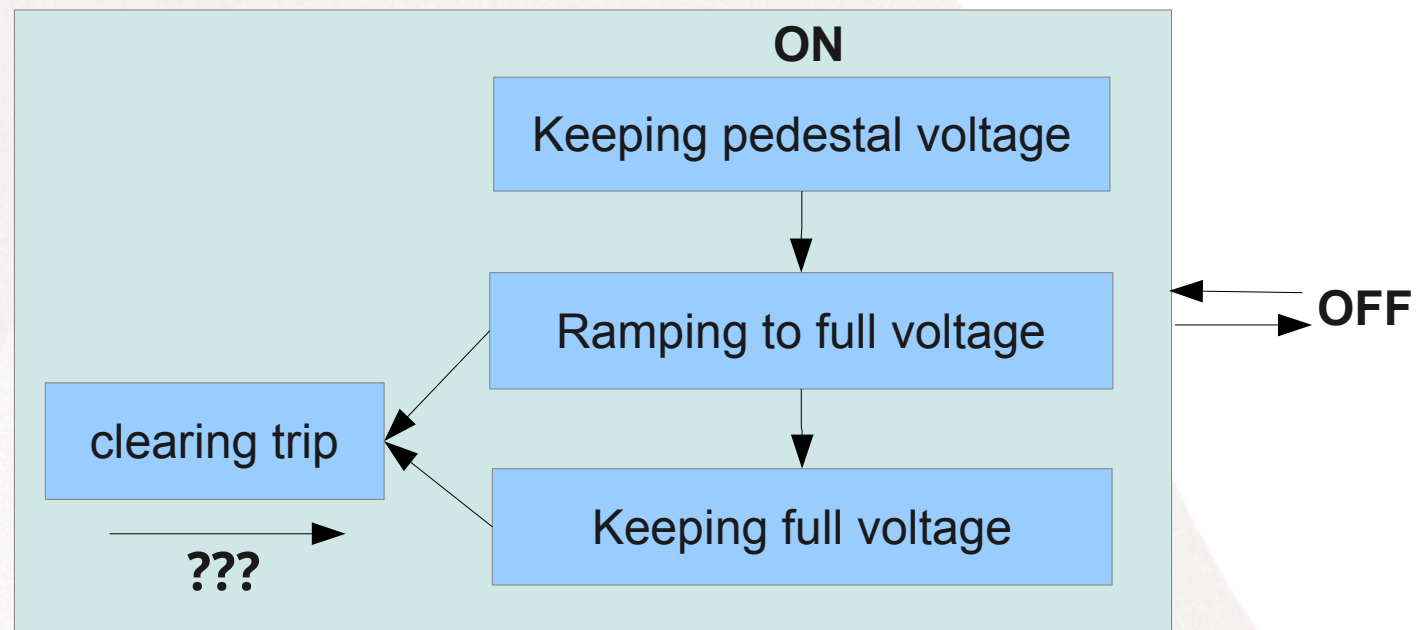 ON
Keeping pedestal voltage
Ramping to full voltage
OFF
clearing trip
Keeping full voltage
???